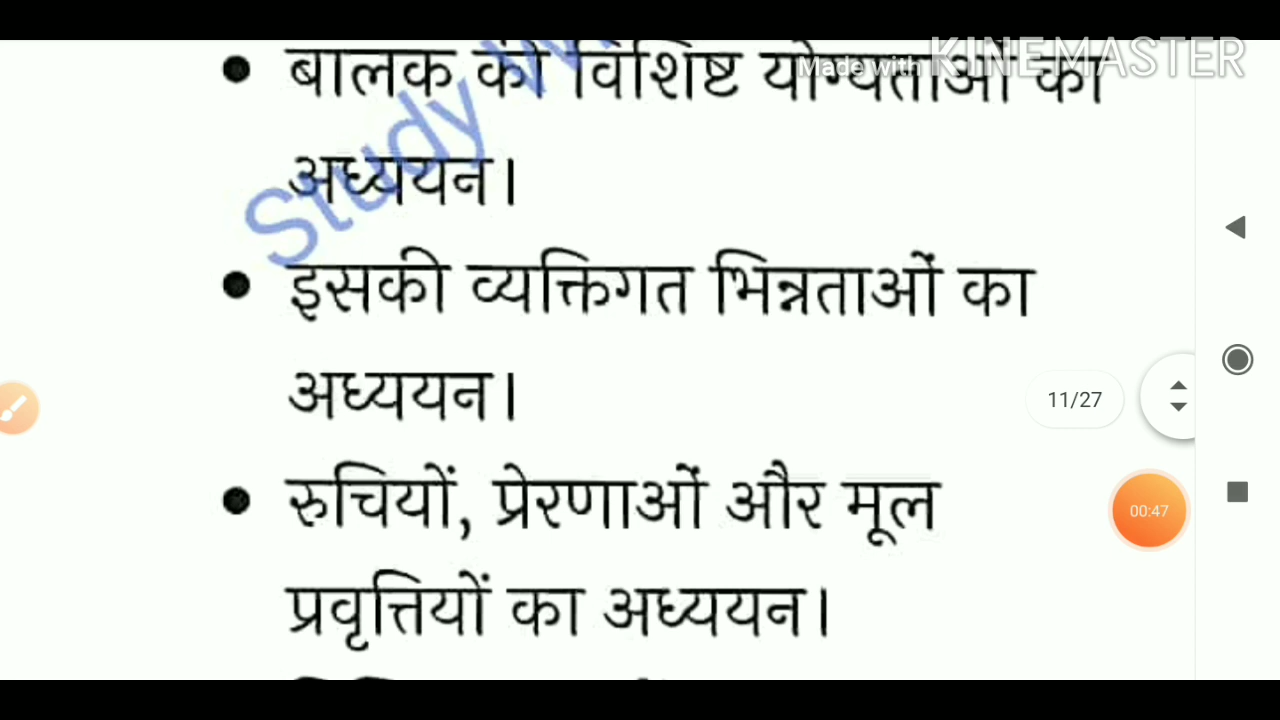 Made with KINEMASTER
बालक की विशिष्ट योग्यताओं का
अध्ययन।
Study
इसकी व्यक्तिगत भिन्नताओं का
अध्ययन।
11/27
रुचियों, प्रेरणाओं और मूल
00:47
प्रवृत्तियों का अध्ययन।